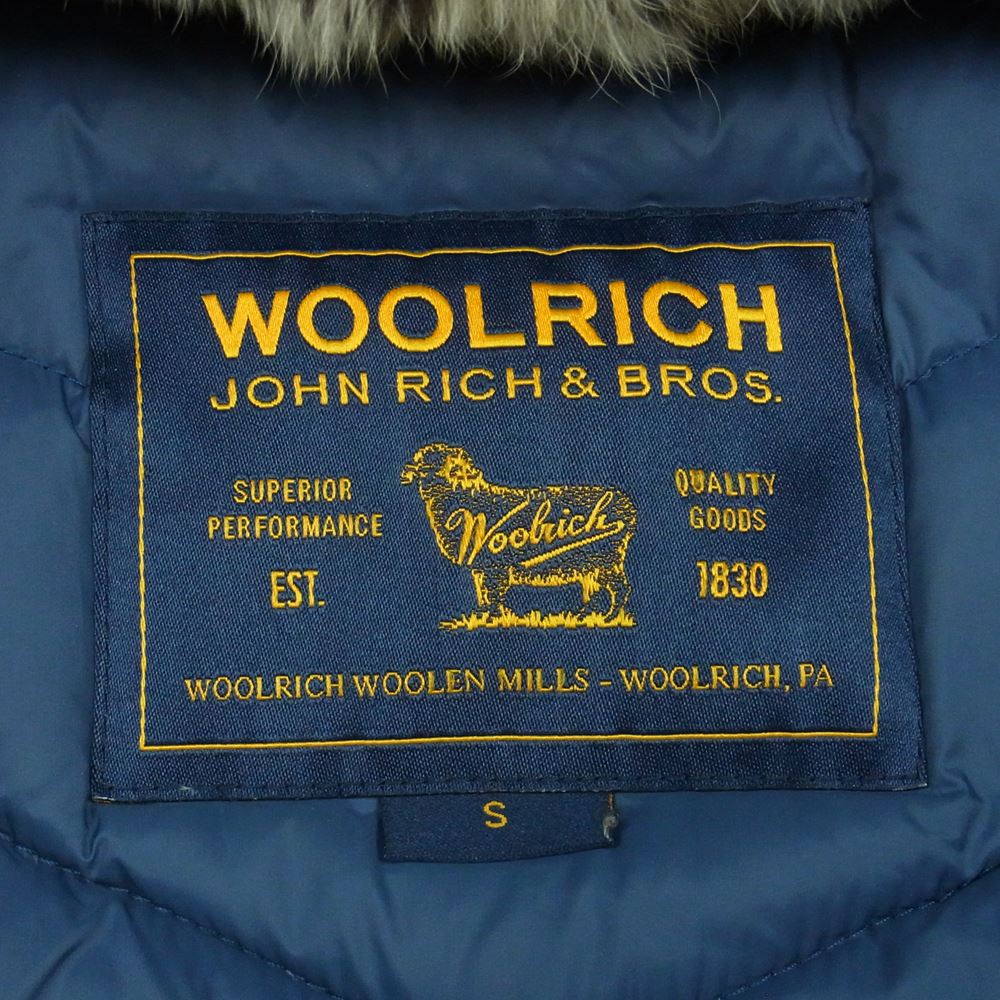 WOOLRICH
JOHN RICH & BROS.
SUPERIOR
PERFORMANCE
EST.
Woolrich
QUALITY
GOODS
1830
WOOLRICH WOOLEN MILLS - WOOLRICH, PA
S